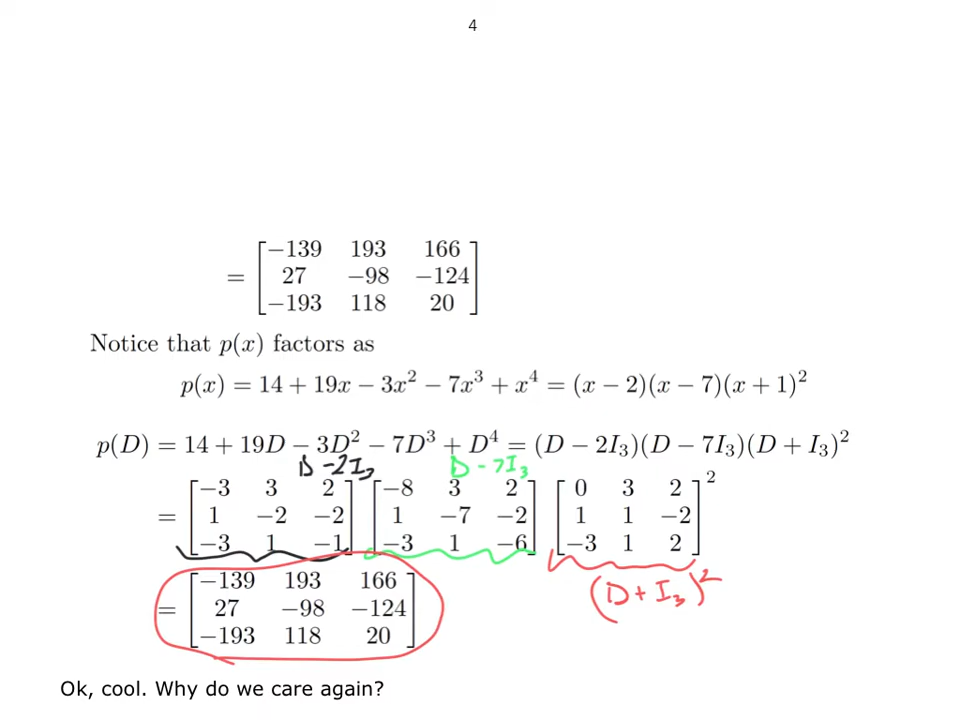 4
= [−139 193 166
27 −98 −124
−193 118 20]
Notice that p(x) factors as
p(x) = 14 + 19x − 3x² − 7x³ + x⁴ = (x − 2)(x − 7)(x + 1)²
p(D) = 14 + 19D − 3D² − 7D³ + D⁴ = (D − 2I₃)(D − 7I₃)(D + I₃)²
D - 2I₃ D - 7I₃
= [−3 3 2] [−8 3 2] [0 3 2]²
[1 −2 −2] [1 −7 −2] [1 1 −2]
[−3 1 −1] [−3 1 −6] [−3 1 2]
(D + I₃)²
= [−139 193 166
27 −98 −124
−193 118 20]
Ok, cool. Why do we care again?